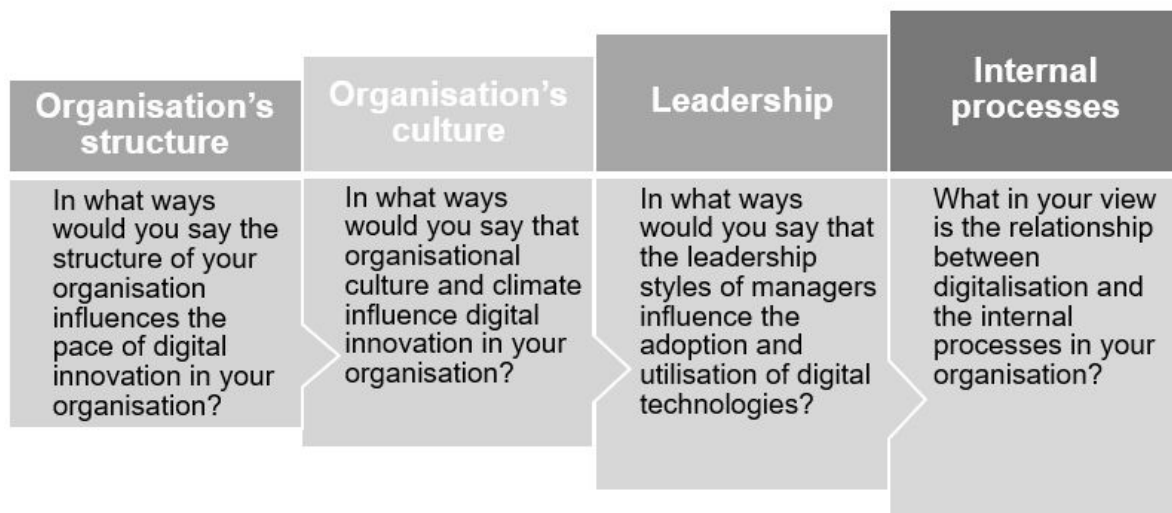 Organisation's
structure
In what ways
would you say the
structure of your
organisation
influences the
pace of digital
innovation in your
organisation?
Organisation's
culture
In what ways
would you say that
organisational
culture and climate
influence digital
innovation in your
organisation?
Leadership
In what ways
would you say that
the leadership
styles of managers
influence the
adoption and
utilisation of digital
technologies?
Internal
processes
What in your view
is the relationship
between
digitalisation and
the internal
processes in your
organisation?